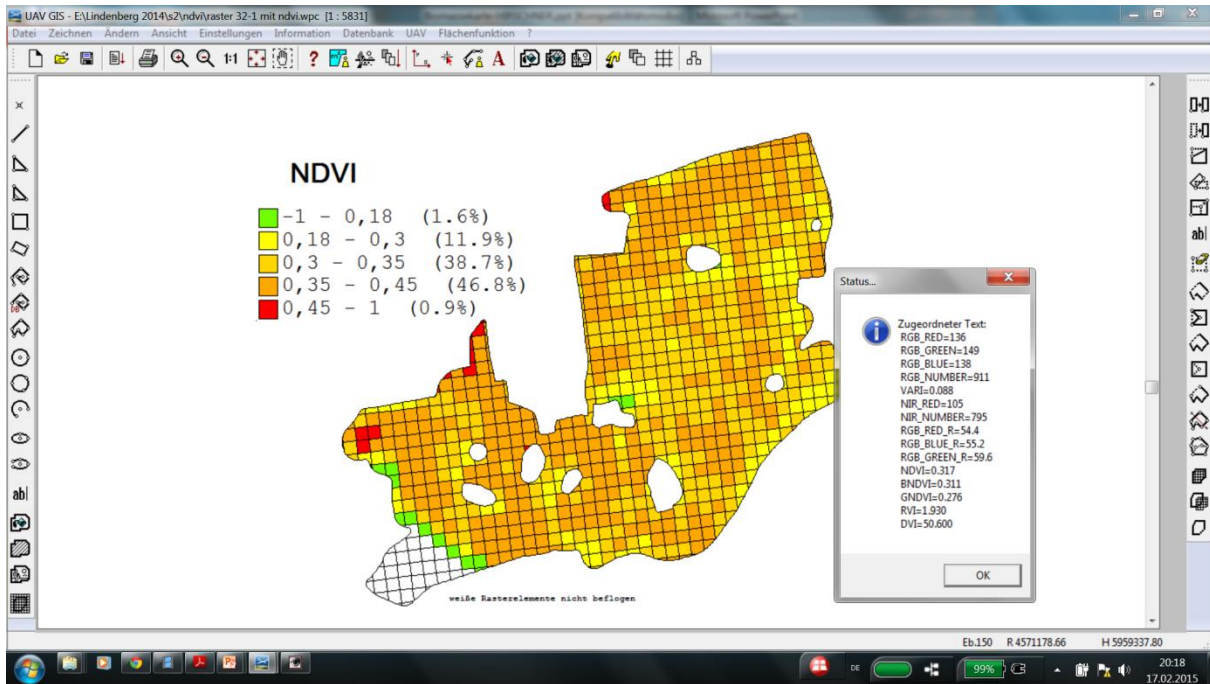 UAV GIS - E:\Lindenberg 2014\s2\ndvi\raster 32-1 mit ndvi.wpc [1 : 5831]
Datei Zeichnen Ändern Ansicht Einstellungen Information Datenbank UAV Flächenfunktion ?
1:1
?
A
NDVI
-1 - 0,18 (1.6%)
0,18 - 0,3 (11.9%)
0,3 - 0,35 (38.7%)
0,35 - 0,45 (46.8%)
0,45 - 1 (0.9%)
Status...
Zugeordneter Text:
RGB_RED=136
RGB_GREEN=149
RGB_BLUE=138
RGB_NUMBER=911
VARI=0.088
NIR_RED=105
NIR_NUMBER=795
RGB_RED_R=54.4
RGB_BLUE_R=55.2
RGB_GREEN_R=59.6
NDVI=0.317
BNDVI=0.311
GNDVI=0.276
RVI=1.930
DVI=50.600
OK
ab
ab
weiße Rasterelemente nicht beflogen
Eb.150 R 4571178.66 H 5959337.80
DE 99% 20:18
17.02.2015